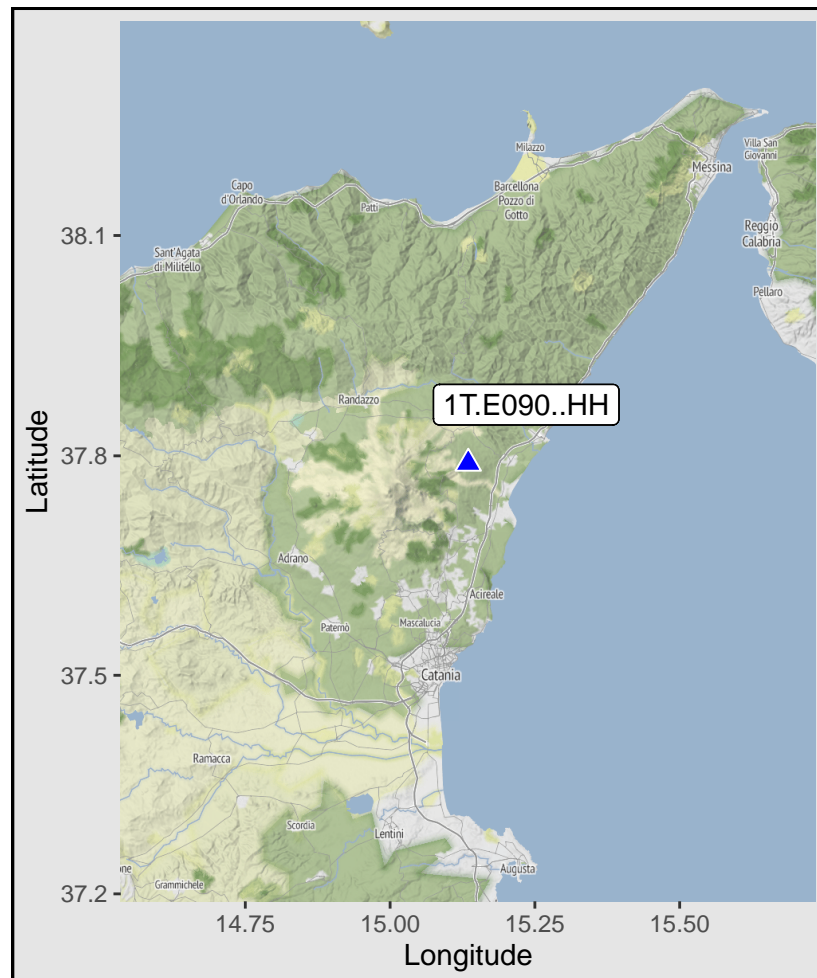 Milazzo
Villa San
Giovanni
Messina
Capo
d'Orlando
Barcellona
Pozzo di
Gotto
Patti
Reggio
Calabria
38.1
Sant'Agata
di Militello
Pellaro
1T.E090..HH
Randazzo
37.8
Latitude
Adrano
Acireale
Paternò
Mascalucia
37.5
Catania
Ramacca
Scordia
Lentini
Augusta
one
Grammichele
37.2
14.75
15.00
15.25
15.50
Longitude